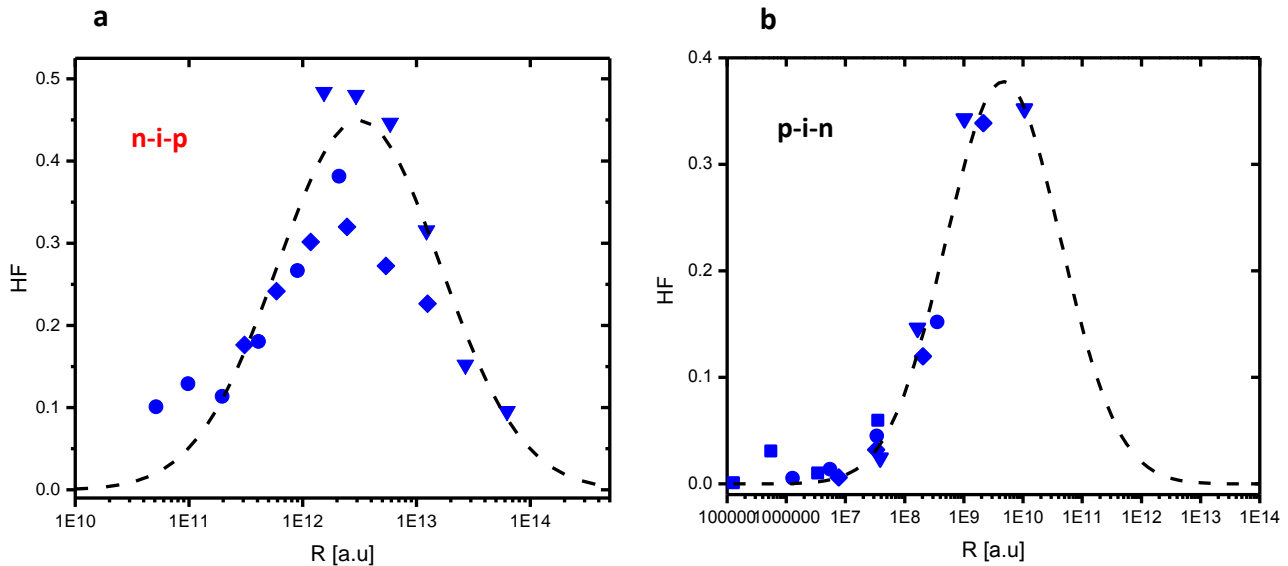 a
n-i-p
HF
0.5
0.4
0.3
0.2
0.1
0.0
1E10 1E11 1E12 1E13 1E14
R [a.u]
b
p-i-n
HF
0.4
0.3
0.2
0.1
0.0
100000 1000000 1E7 1E8 1E9 1E10 1E11 1E12 1E13 1E14
R [a.u]